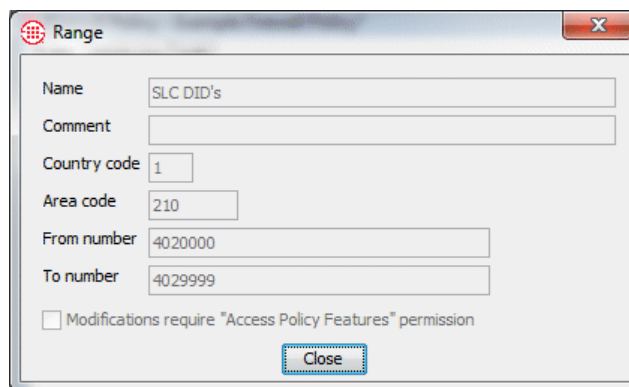 Range
Name SLC DID's
Comment
Country code 1
Area code 210
From number 4020000
To number 4029999
Modifications require "Access Policy Features" permission
Close